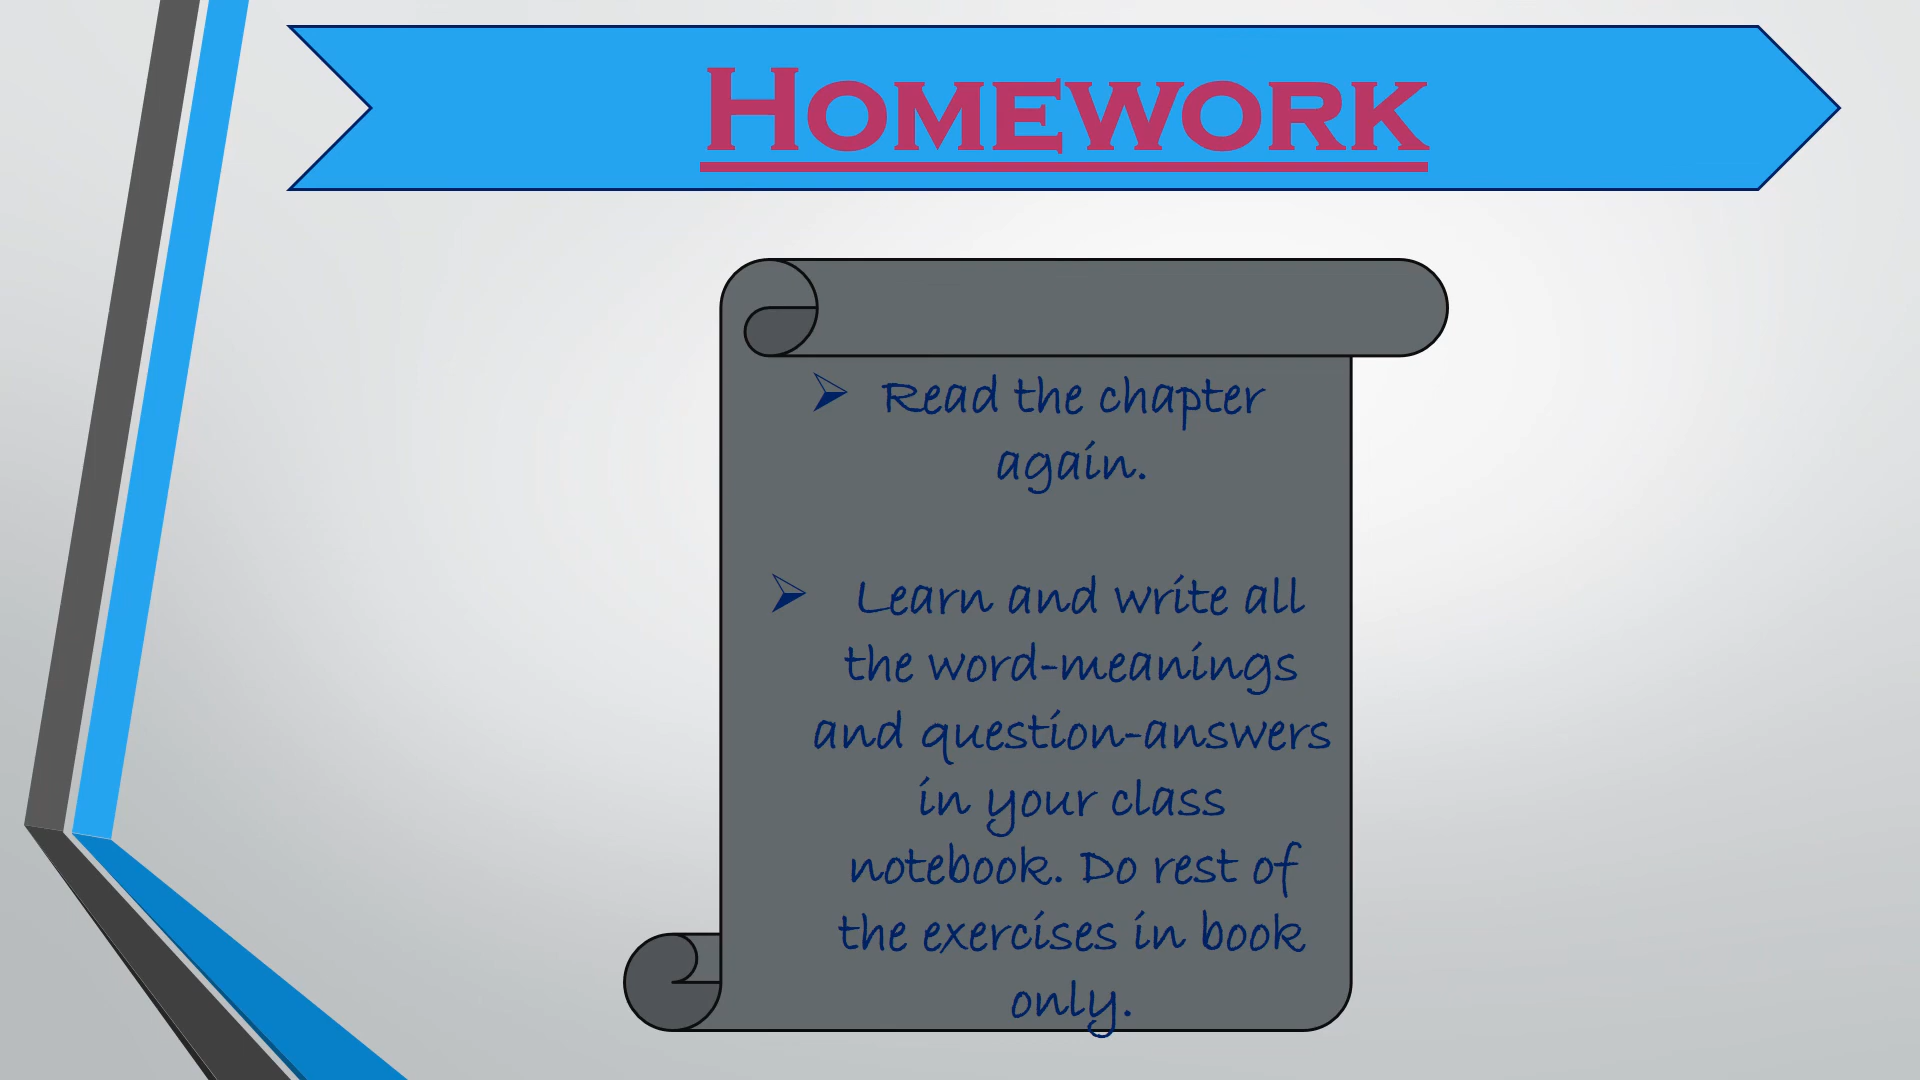 Homework
➢ Read the chapter
again.
➢ Learn and write all
the word-meanings
and question-answers
in your class
notebook. Do rest of
the exercises in book
only.